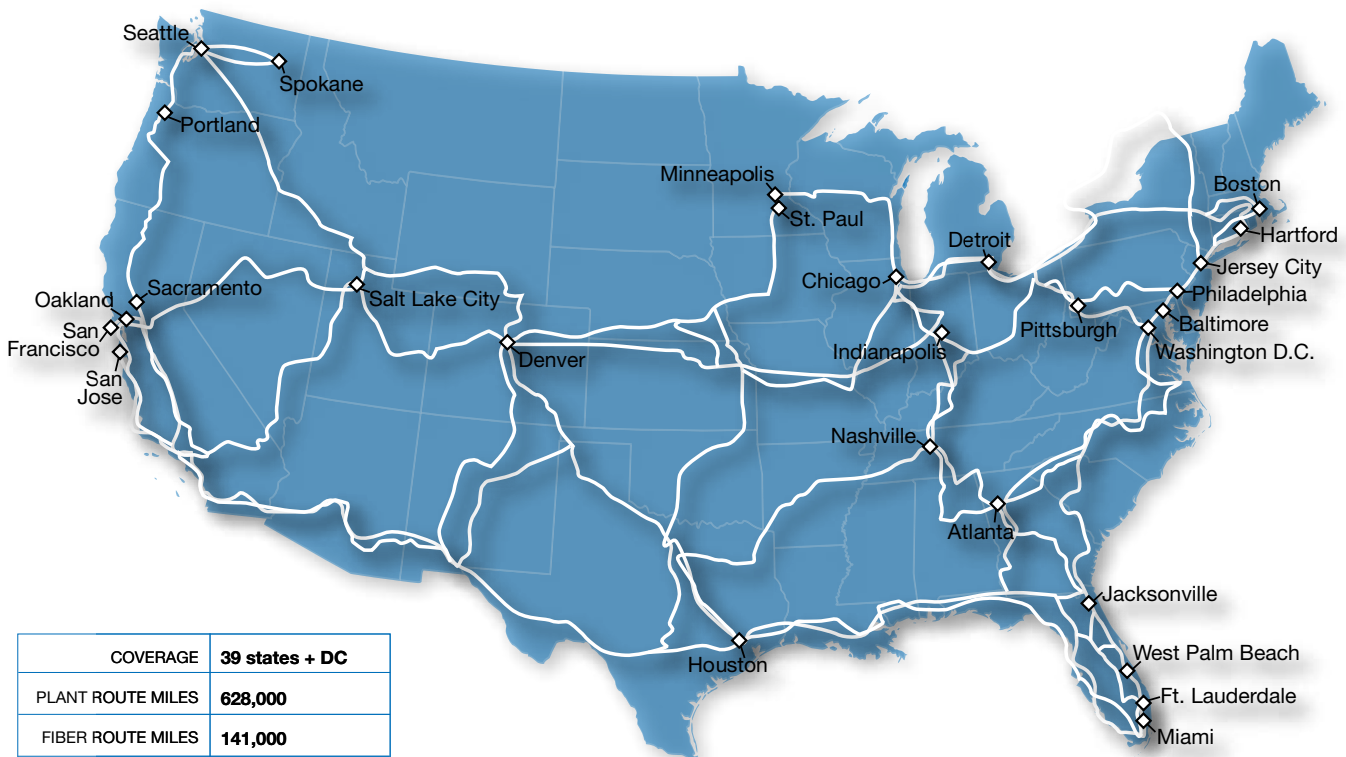 Seattle
Spokane
Portland
Minneapolis
St. Paul
Boston
Hartford
Detroit
Jersey City
Chicago
Sacramento
Salt Lake City
Oakland
Philadelphia
San
Francisco
Pittsburgh
Baltimore
Indianapolis
Washington D.C.
Denver
San
Jose
Nashville
Atlanta
Jacksonville
Houston
West Palm Beach
Ft. Lauderdale
Miami
COVERAGE 39 states + DC
PLANT ROUTE MILES 628,000
FIBER ROUTE MILES 141,000